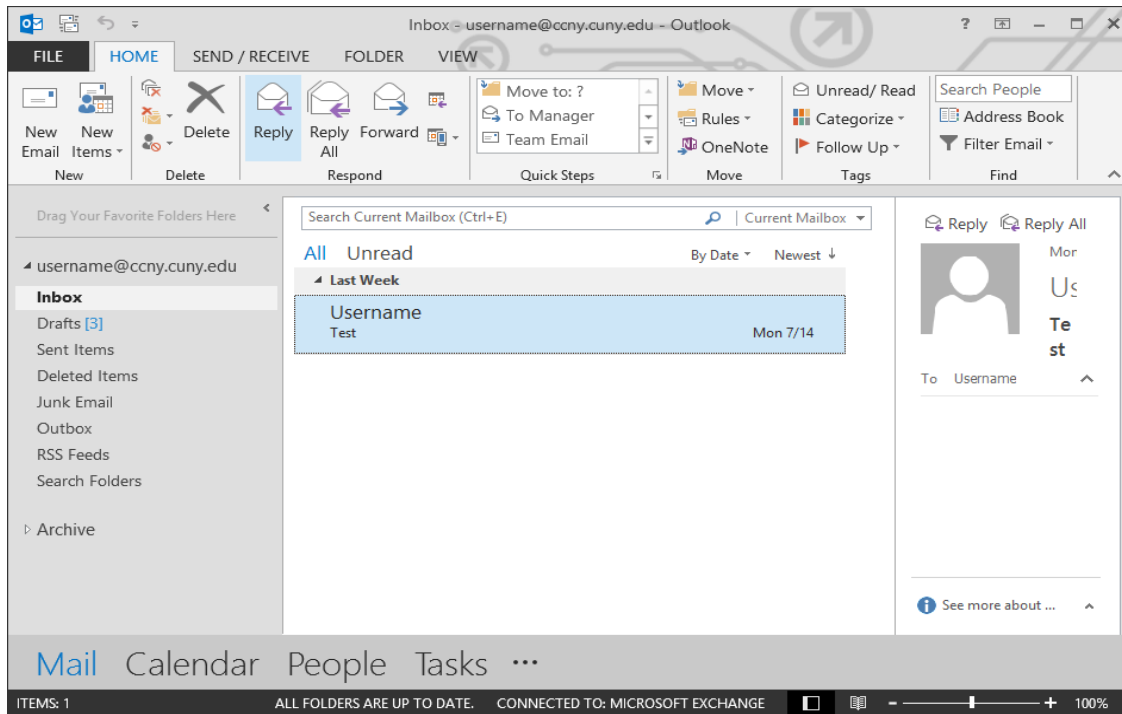 Inbox - username@ccny.cuny.edu - Outlook
FILE HOME SEND / RECEIVE FOLDER VIEW
New Email
New Items
New
Delete
Delete
Reply
Reply All
Forward
Respond
Move to: ?
To Manager
Team Email
Quick Steps
Move
Rules
OneNote
Move
Unread/ Read
Categorize
Follow Up
Tags
Search People
Address Book
Filter Email
Find
Drag Your Favorite Folders Here
username@ccny.cuny.edu
Inbox
Drafts [3]
Sent Items
Deleted Items
Junk Email
Outbox
RSS Feeds
Search Folders
Archive
Search Current Mailbox (Ctrl+E) Current Mailbox
All Unread By Date Newest ↓
Last Week
Username
Test Mon 7/14
Reply Reply All
Mon
Us
Te
st
To Username
See more about ...
Mail Calendar People Tasks ···
ITEMS: 1 ALL FOLDERS ARE UP TO DATE. CONNECTED TO: MICROSOFT EXCHANGE 100%